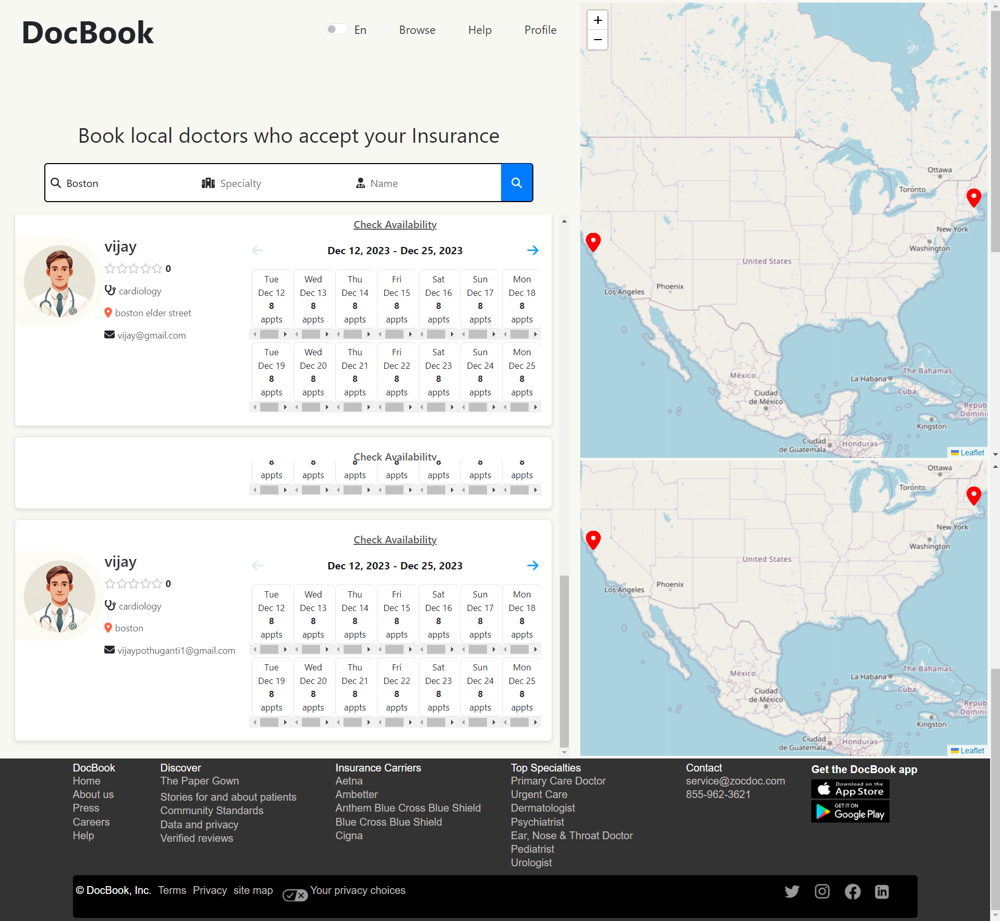 DocBook
En Browse Help Profile
Book local doctors who accept your Insurance
Boston Specialty Name
Check Availability
vijay
0
cardiology
boston elder street
vijay@gmail.com
Dec 12, 2023 - Dec 25, 2023
Tue Wed Thu Fri Sat Sun Mon
Dec 12 Dec 13 Dec 14 Dec 15 Dec 16 Dec 17 Dec 18
8 8 8 8 8 8 8
appts appts appts appts appts appts appts
Tue Wed Thu Fri Sat Sun Mon
Dec 19 Dec 20 Dec 21 Dec 22 Dec 23 Dec 24 Dec 25
8 8 8 8 8 8 8
appts appts appts appts appts appts appts
Check Availability
8 8 8 8 8 8 8
appts appts appts appts appts appts appts
Check Availability
vijay
0
cardiology
boston
vijaypothuganti1@gmail.com
Dec 12, 2023 - Dec 25, 2023
Tue Wed Thu Fri Sat Sun Mon
Dec 12 Dec 13 Dec 14 Dec 15 Dec 16 Dec 17 Dec 18
8 8 8 8 8 8 8
appts appts appts appts appts appts appts
Tue Wed Thu Fri Sat Sun Mon
Dec 19 Dec 20 Dec 21 Dec 22 Dec 23 Dec 24 Dec 25
8 8 8 8 8 8 8
appts appts appts appts appts appts appts
+
−
Ottawa
Toronto
New York
Washington
United States
Phoenix
Los Angeles
The Bahamas
La Habana
México
Cuba
Ciudad
de México
Repúb
Domini
Kingston
Ciudad
de Guatemala
Honduras
Leaflet
Ottawa
Toronto
New York
Washington
United States
Phoenix
Los Angeles
The Bahamas
La Habana
México
Cuba
Ciudad
de México
Repúb
Domini
Kingston
Ciudad
de Guatemala
Honduras
Leaflet
DocBook
Home
About us
Press
Careers
Help
Discover
The Paper Gown
Stories for and about patients
Community Standards
Data and privacy
Verified reviews
Insurance Carriers
Aetna
Ambetter
Anthem Blue Cross Blue Shield
Blue Cross Blue Shield
Cigna
Top Specialties
Primary Care Doctor
Urgent Care
Dermatologist
Psychiatrist
Ear, Nose & Throat Doctor
Pediatrist
Urologist
Contact
service@zocdoc.com
855-962-3621
Get the DocBook app
Download on the
App Store
GET IT ON
Google Play
© DocBook, Inc. Terms Privacy site map Your privacy choices